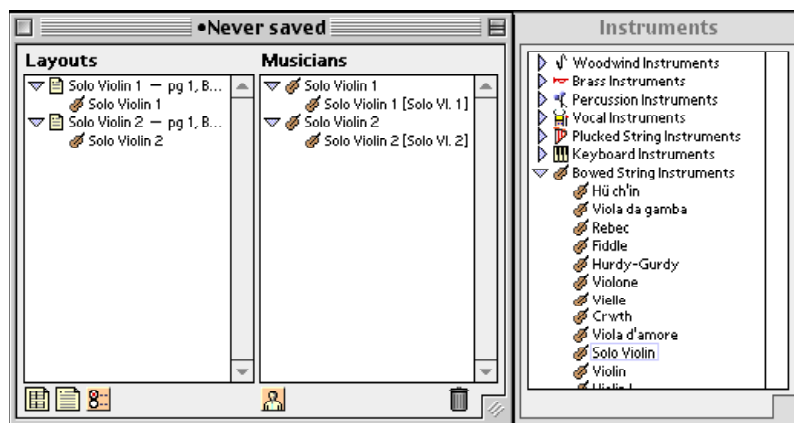 •Never saved
Layouts
Solo Violin 1 — pg 1, B...
Solo Violin 1
Solo Violin 2 — pg 1, B...
Solo Violin 2
Musicians
Solo Violin 1
Solo Violin 1 [Solo Vl. 1]
Solo Violin 2
Solo Violin 2 [Solo Vl. 2]
Instruments
Woodwind Instruments
Brass Instruments
Percussion Instruments
Vocal Instruments
Plucked String Instruments
Keyboard Instruments
Bowed String Instruments
Hü ch'in
Viola da gamba
Rebec
Fiddle
Hurdy-Gurdy
Violone
Vielle
Crwth
Viola d'amore
Solo Violin
Violin